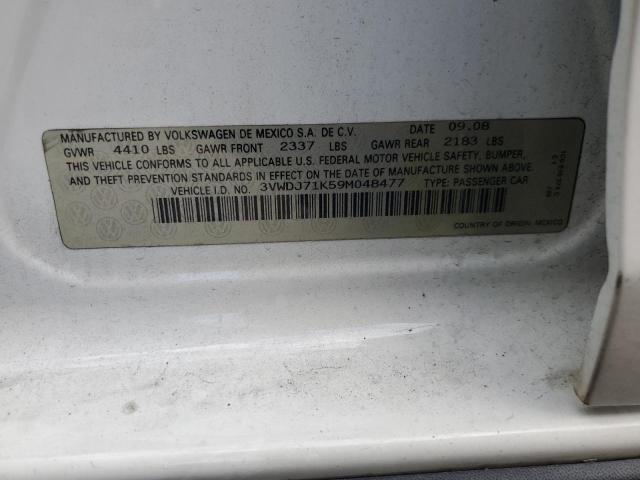 MANUFACTURED BY VOLKSWAGEN DE MEXICO S.A. DE C.V. DATE 09.08
GVWR 4410 LBS GAWR FRONT 2337 LBS GAWR REAR 2183 LBS
THIS VEHICLE CONFORMS TO ALL APPLICABLE U.S. FEDERAL MOTOR VEHICLE SAFETY, BUMPER,
AND THEFT PREVENTION STANDARDS IN EFFECT ON THE DATE OF MANUFACTURE SHOWN ABOVE.
VEHICLE I.D. NO. 3VWDJ71K59M048477 TYPE: PASSENGER CAR
COUNTRY OF ORIGIN: MEXICO